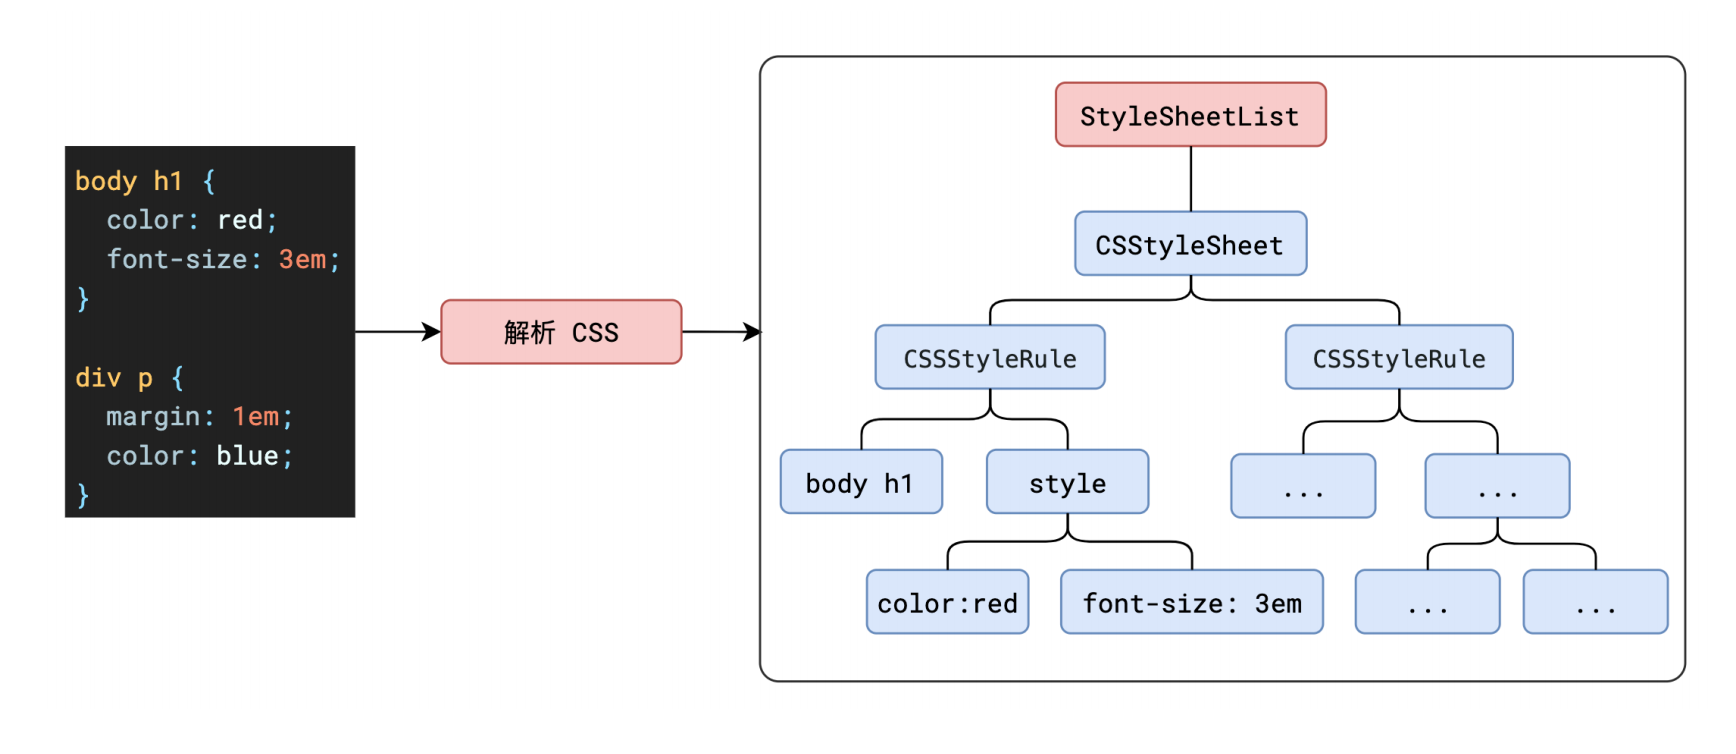 body h1 {
  color: red;
  font-size: 3em;
}
div p {
  margin: 1em;
  color: blue;
}
解析 CSS
StyleSheetList
CSStyleSheet
CSSStyleRule
CSSStyleRule
body h1
style
...
...
color:red
font-size: 3em
...
...